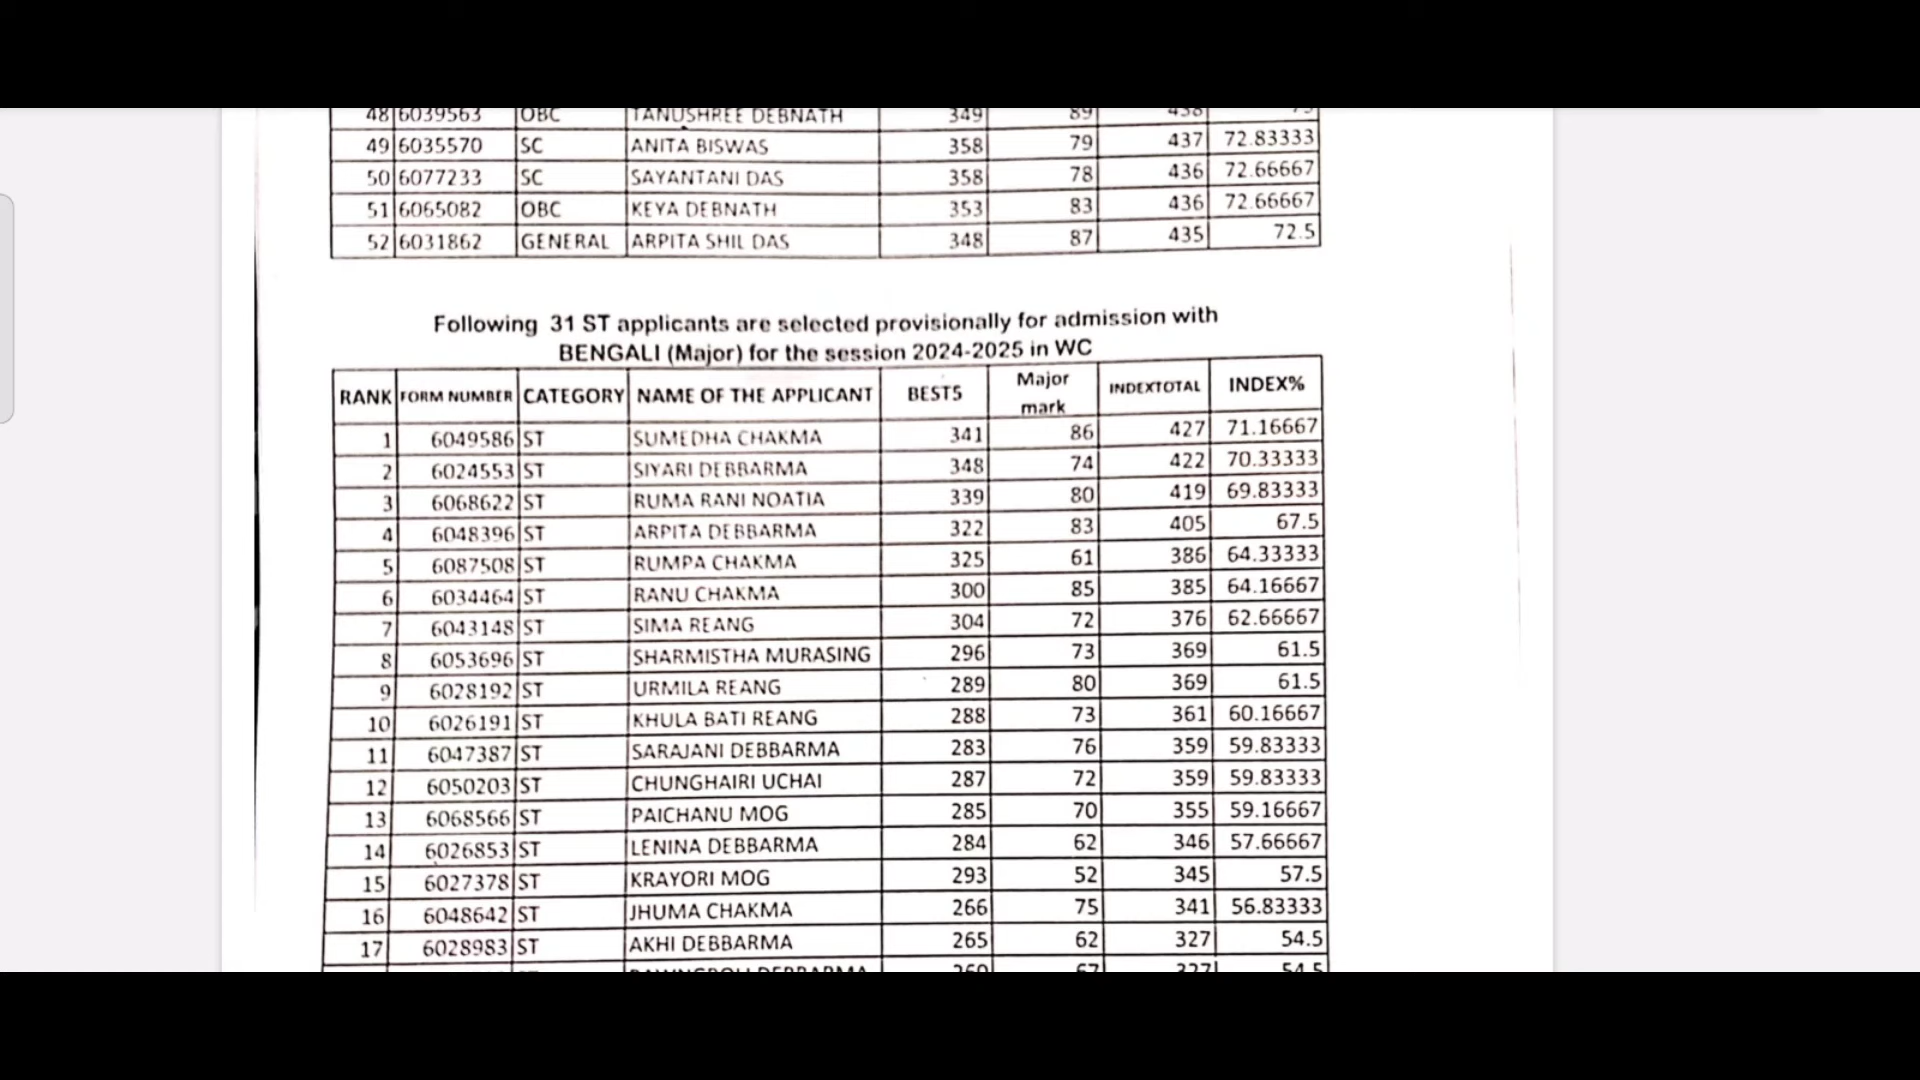 48 6039563 OBC TANUSHREE DEBNATH 349 89 438
49 6035570 SC ANITA BISWAS 358 79 437 72.83333
50 6077233 SC SAYANTANI DAS 358 78 436 72.66667
51 6065082 OBC KEYA DEBNATH 353 83 436 72.66667
52 6031862 GENERAL ARPITA SHIL DAS 348 87 435 72.5
Following 31 ST applicants are selected provisionally for admission with
BENGALI (Major) for the session 2024-2025 in WC
RANK FORM NUMBER CATEGORY NAME OF THE APPLICANT BEST5 Major mark INDEXTOTAL INDEX%
1 6049586 ST SUMEDHA CHAKMA 341 86 427 71.16667
2 6024553 ST SIYARI DEBBARMA 348 74 422 70.33333
3 6068622 ST RUMA RANI NOATIA 339 80 419 69.83333
4 6048396 ST ARPITA DEBBARMA 322 83 405 67.5
5 6087508 ST RUMPA CHAKMA 325 61 386 64.33333
6 6034464 ST RANU CHAKMA 300 85 385 64.16667
7 6043148 ST SIMA REANG 304 72 376 62.66667
8 6053696 ST SHARMISTHA MURASING 296 73 369 61.5
9 6028192 ST URMILA REANG 289 80 369 61.5
10 6026191 ST KHULA BATI REANG 288 73 361 60.16667
11 6047387 ST SARAJANI DEBBARMA 283 76 359 59.83333
12 6050203 ST CHUNGHAIRI UCHAI 287 72 359 59.83333
13 6068566 ST PAICHANU MOG 285 70 355 59.16667
14 6026853 ST LENINA DEBBARMA 284 62 346 57.66667
15 6027378 ST KRAYORI MOG 293 52 345 57.5
16 6048642 ST JHUMA CHAKMA 266 75 341 56.83333
17 6028983 ST AKHI DEBBARMA 265 62 327 54.5
DEBBARMA 260 67 327 54.5